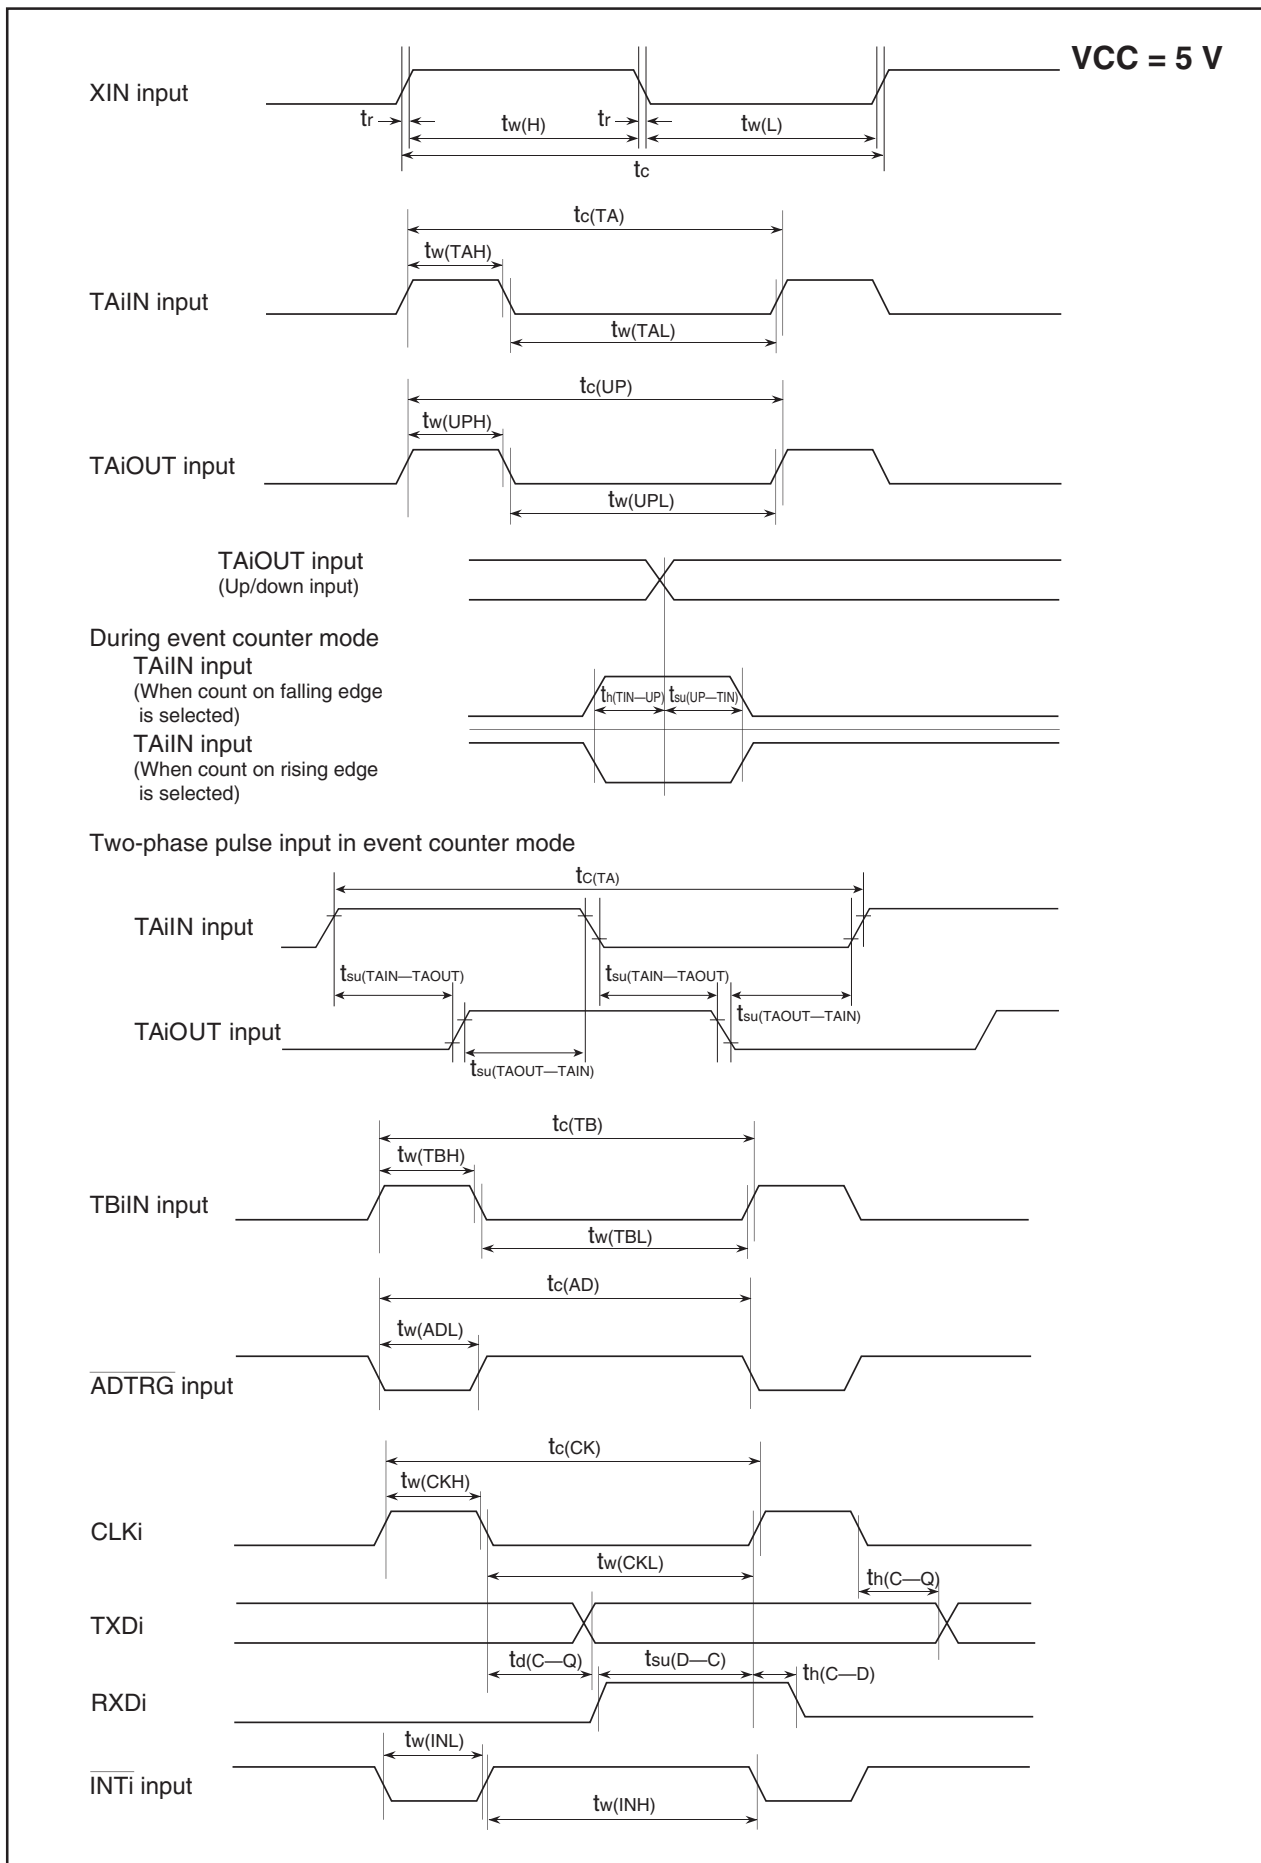 VCC = 5 V
XIN input
tr
tw(H)
tr
tw(L)
tc
tc(TA)
tw(TAH)
TAiIN input
tw(TAL)
tc(UP)
tw(UPH)
TAiOUT input
tw(UPL)
TAiOUT input
(Up/down input)
During event counter mode
TAiIN input
(When count on falling edge
is selected)
th(TIN—UP)
tsu(UP—TIN)
TAiIN input
(When count on rising edge
is selected)
Two-phase pulse input in event counter mode
tC(TA)
TAiIN input
tsu(TAIN—TAOUT)
tsu(TAIN—TAOUT)
tsu(TAOUT—TAIN)
TAiOUT input
tsu(TAOUT—TAIN)
tc(TB)
tw(TBH)
TBiIN input
tw(TBL)
tc(AD)
tw(ADL)
ADTRG input
tc(CK)
tw(CKH)
CLKi
tw(CKL)
th(C—Q)
TXDi
td(C—Q)
tsu(D—C)
th(C—D)
RXDi
tw(INL)
INTi input
tw(INH)